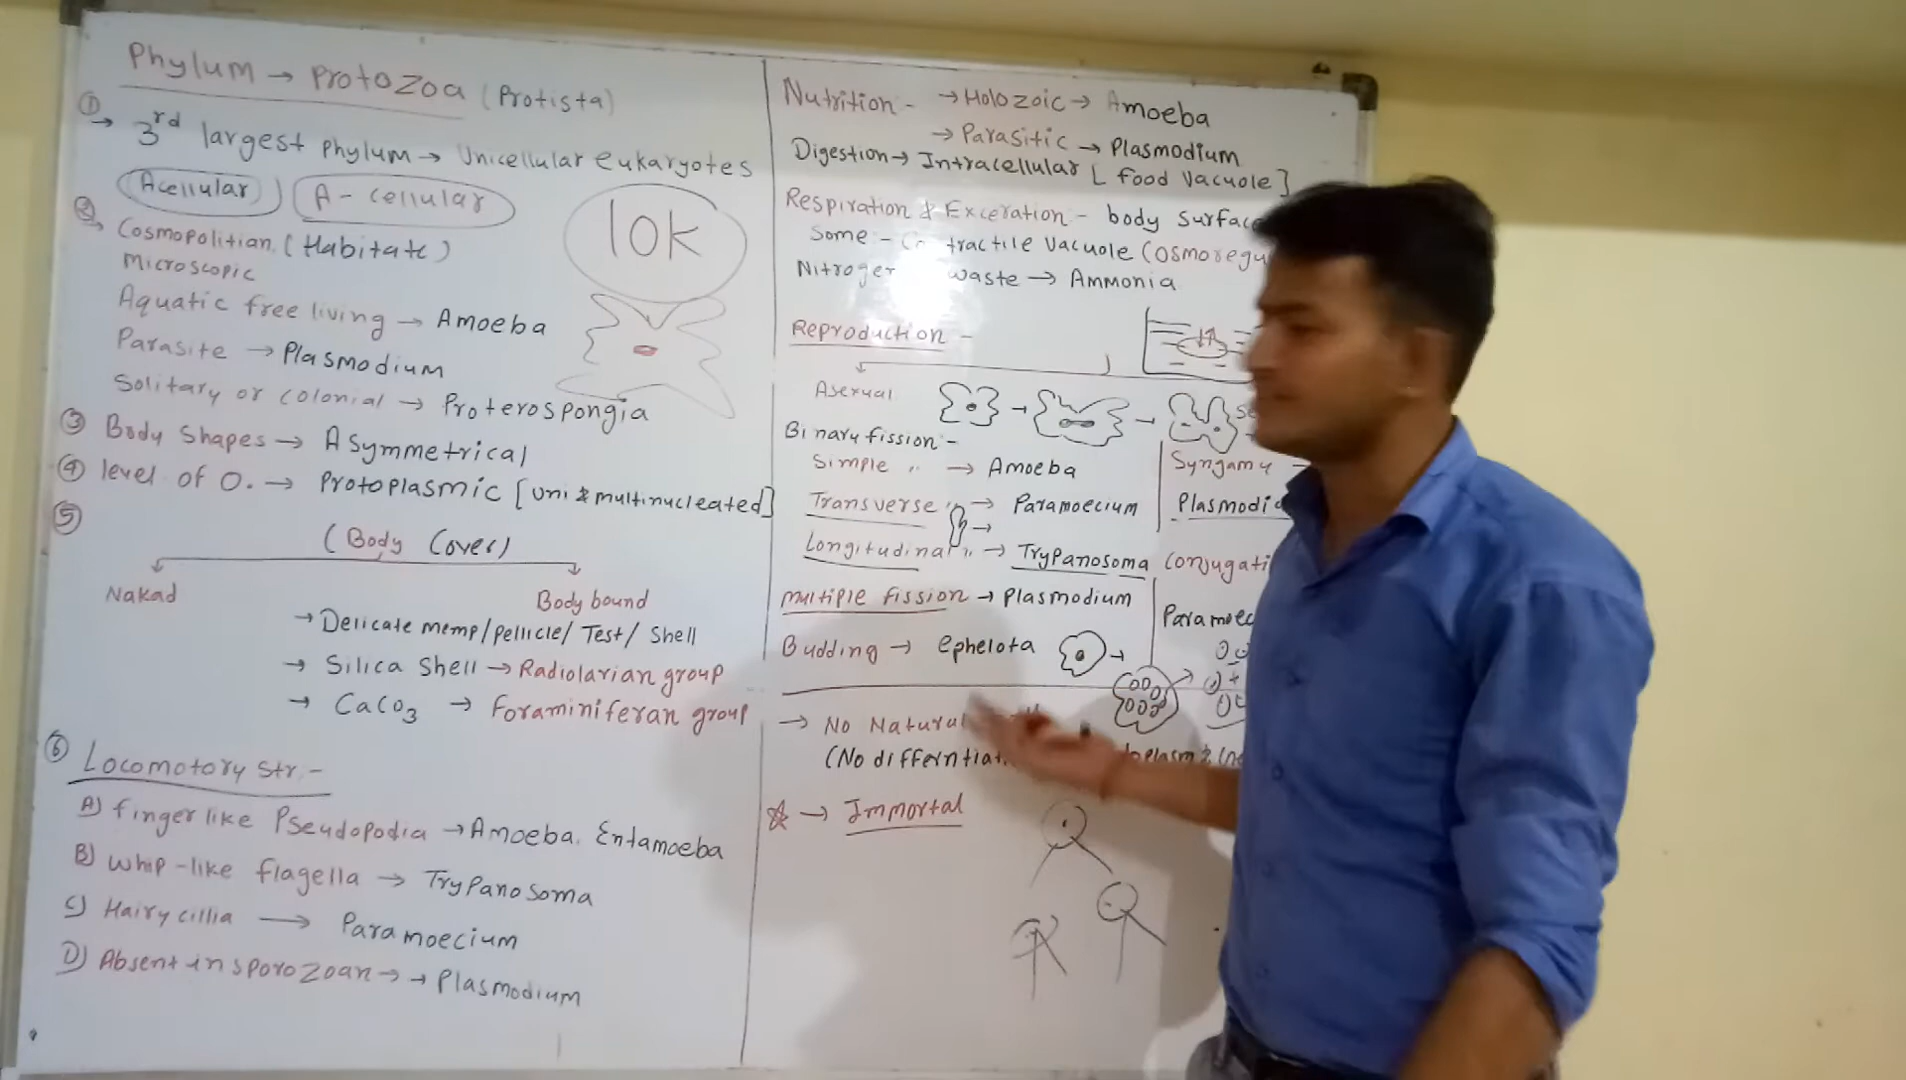 Phylum → Protozoa (Protista)
① → 3rd largest Phylum → Unicellular eukaryotes
Acellular) (A - cellular
10K
② Cosmopolitian (Habitate)
Microscopic
Aquatic free living → Amoeba
Parasite → Plasmodium
Solitary or colonial → Proterospongia
③ Body Shapes → Asymmetrical
④ level of O. → Protoplasmic [Uni & multinucleated]
⑤
(Body Cover)
Nakad
Body bound
→ Delicate memp/pellicle/ Test/ Shell
→ Silica Shell → Radiolarian group
→ CaCO3 → Foraminiferan group
⑥ Locomotory Str. -
A) finger like Pseudopodia → Amoeba. Entamoeba
B) whip-like flagella → Trypanosoma
C) Hairy cillia → Paramoecium
D) Absent in sporozoan → → Plasmodium
Nutrition - → Holozoic → Amoeba
→ Parasitic → Plasmodium
Digestion → Intracellular [ food vacuole ]
Respiration & Exceration - body surface
Some - tractile vacuole (osmoregu
Nitrogen waste → Ammonia
Reproduction -
Asexual
Binary fission -
Simple " → Amoeba
Transverse " → Paramoecium
→
Longitudinal " → Trypanosoma
Multiple fission → Plasmodium
Budding → ephelota
Syngamy -
Plasmodi
Conjugati
Paramoec
→ No Natural
(No differntiat
★ → Immortal